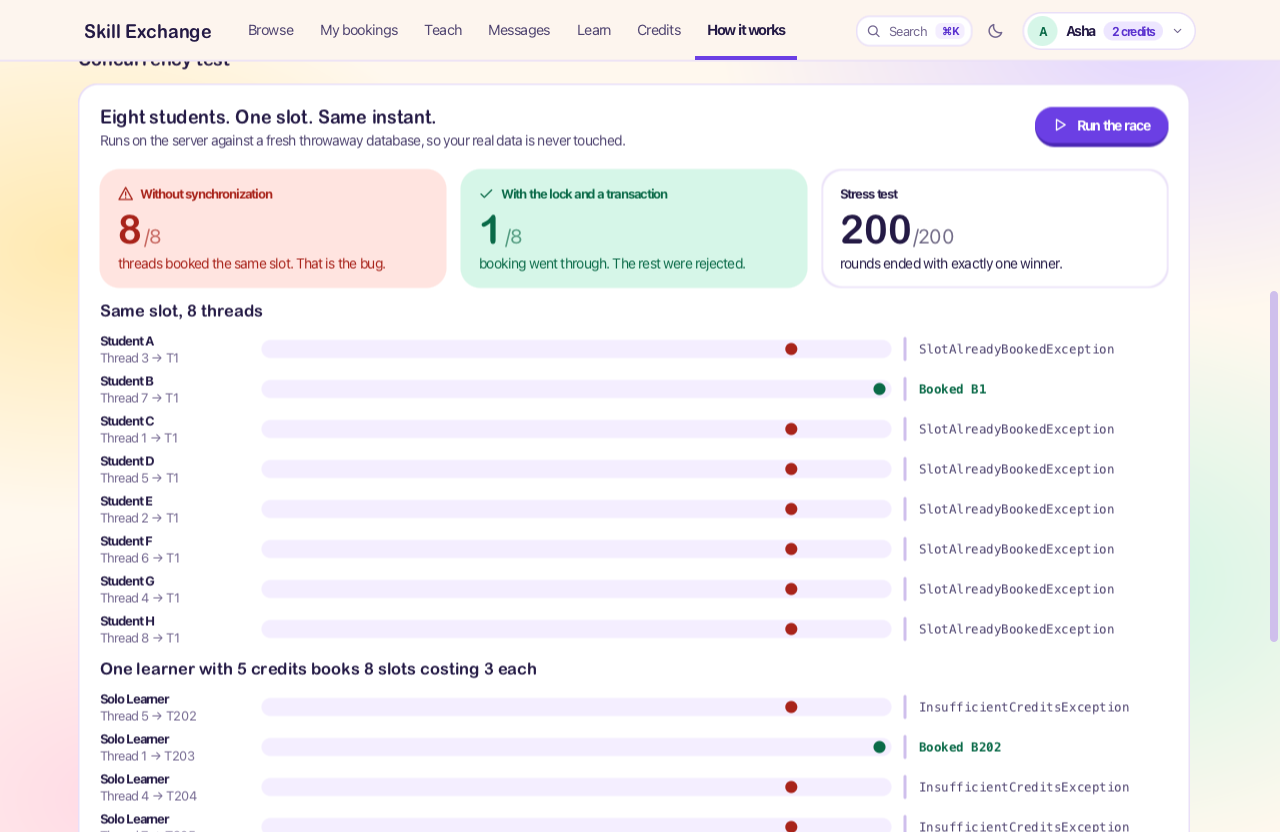 Skill Exchange
Browse
My bookings
Teach
Messages
Learn
Credits
How it works
Search
⌘K
A
Asha
2 credits
Concurrency test
Eight students. One slot. Same instant.
Runs on the server against a fresh throwaway database, so your real data is never touched.
Run the race
Without synchronization
8/8
threads booked the same slot. That is the bug.
With the lock and a transaction
1/8
booking went through. The rest were rejected.
Stress test
200/200
rounds ended with exactly one winner.
Same slot, 8 threads
Student A
Thread 3 → T1
SlotAlreadyBookedException
Student B
Thread 7 → T1
Booked B1
Student C
Thread 1 → T1
SlotAlreadyBookedException
Student D
Thread 5 → T1
SlotAlreadyBookedException
Student E
Thread 2 → T1
SlotAlreadyBookedException
Student F
Thread 6 → T1
SlotAlreadyBookedException
Student G
Thread 4 → T1
SlotAlreadyBookedException
Student H
Thread 8 → T1
SlotAlreadyBookedException
One learner with 5 credits books 8 slots costing 3 each
Solo Learner
Thread 5 → T202
InsufficientCreditsException
Solo Learner
Thread 1 → T203
Booked B202
Solo Learner
Thread 4 → T204
InsufficientCreditsException
Solo Learner
InsufficientCreditsException